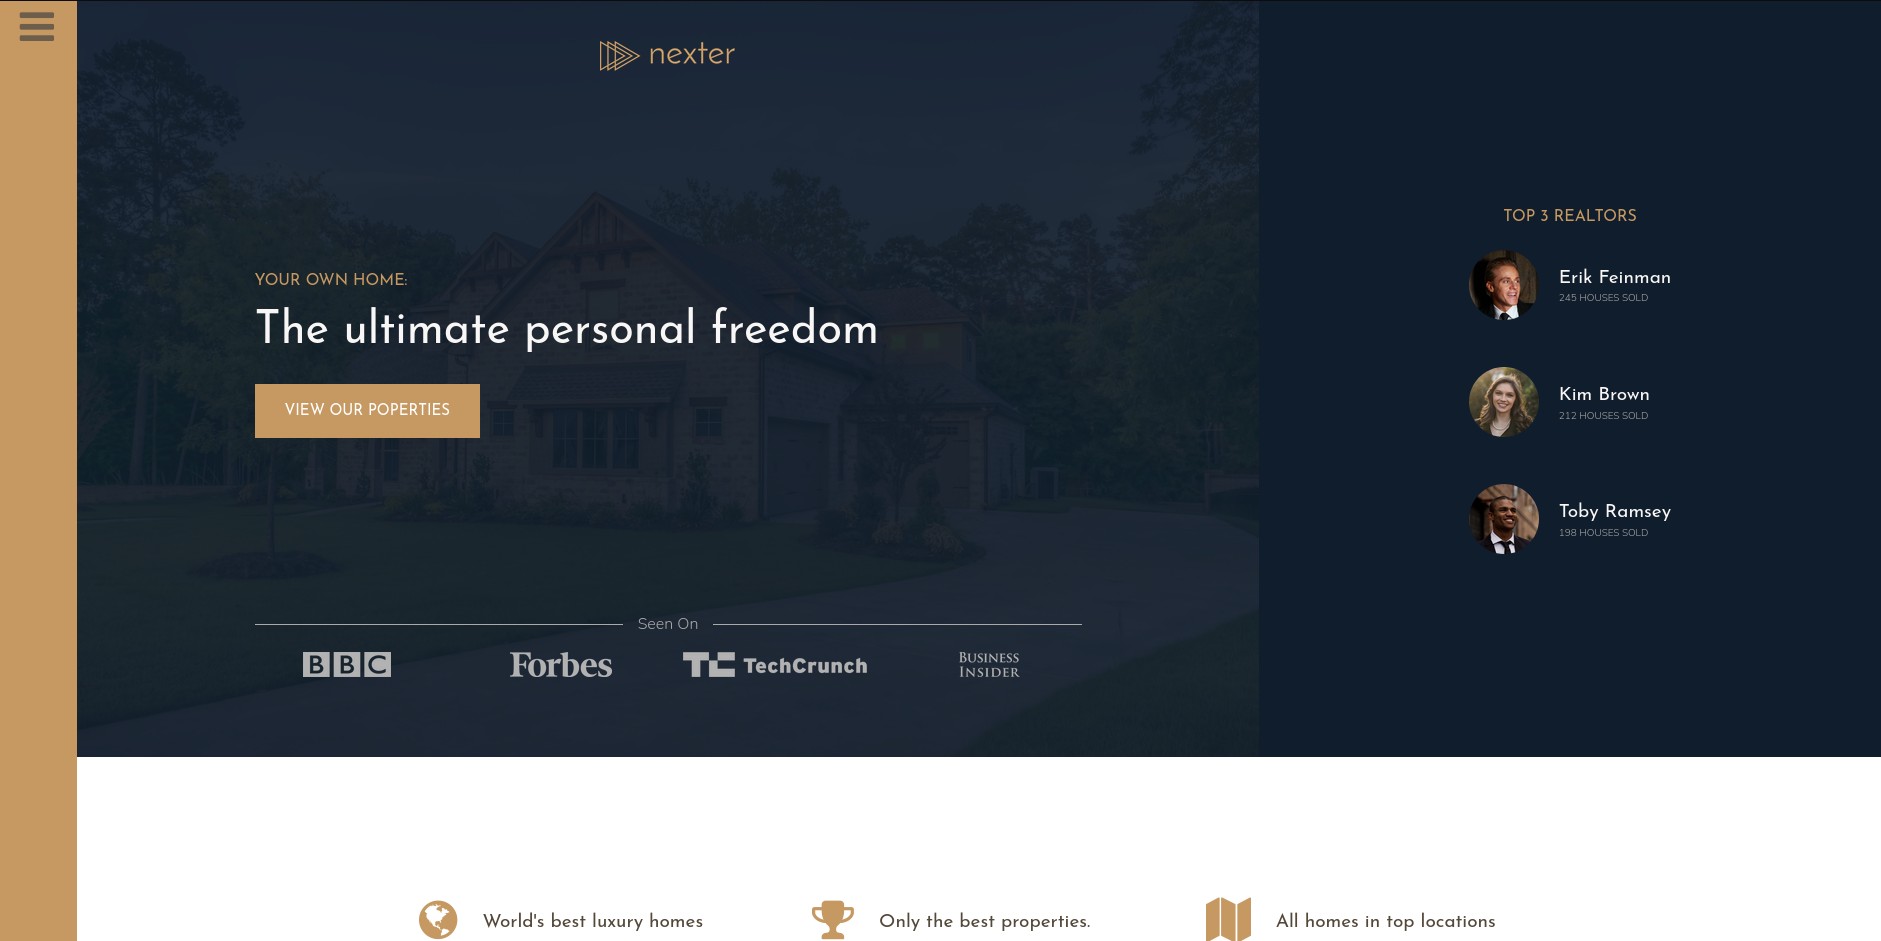 nexter
YOUR OWN HOME:
The ultimate personal freedom
VIEW OUR POPERTIES
Seen On
BBC
Forbes
TC TechCrunch
BUSINESS
INSIDER
TOP 3 REALTORS
Erik Feinman
245 HOUSES SOLD
Kim Brown
212 HOUSES SOLD
Toby Ramsey
198 HOUSES SOLD
World's best luxury homes
Only the best properties.
All homes in top locations